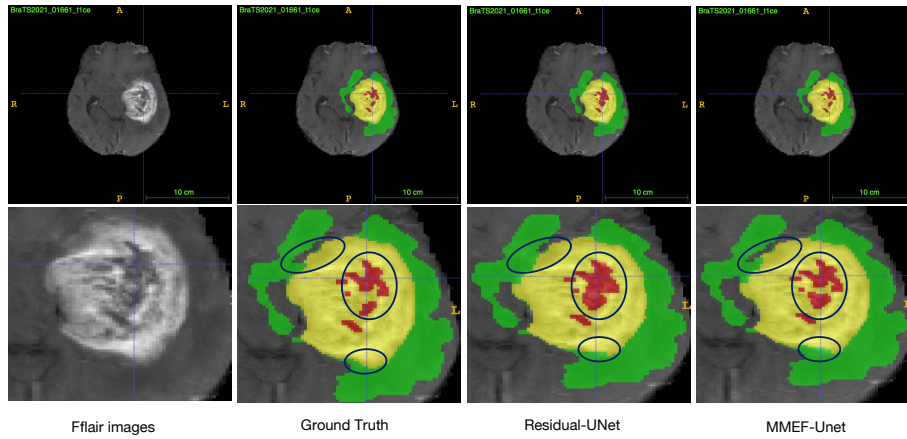 BraTS2021_01661_t1ce A
BraTS2021_01661_t1ce A
BraTS2021_01661_t1ce A
BraTS2021_01661_t1ce A
R L
R L
R L
R L
P 10 cm
P 10 cm
P 10 cm
P 10 cm
L
L
Fflair images
Ground Truth
Residual-UNet
MMEF-Unet